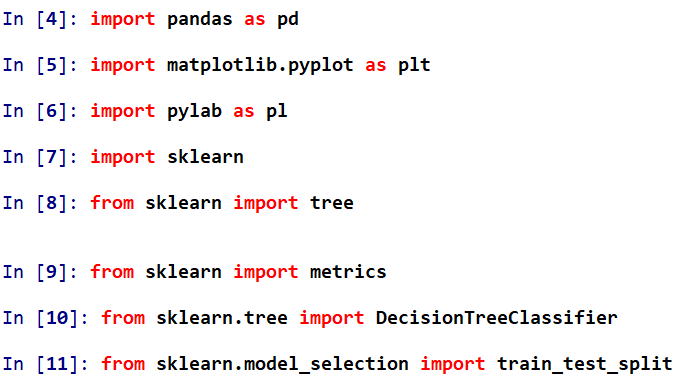 In [4]: import pandas as pd
In [5]: import matplotlib.pyplot as plt
In [6]: import pylab as pl
In [7]: import sklearn
In [8]: from sklearn import tree
In [9]: from sklearn import metrics
In [10]: from sklearn.tree import DecisionTreeClassifier
In [11]: from sklearn.model_selection import train_test_split